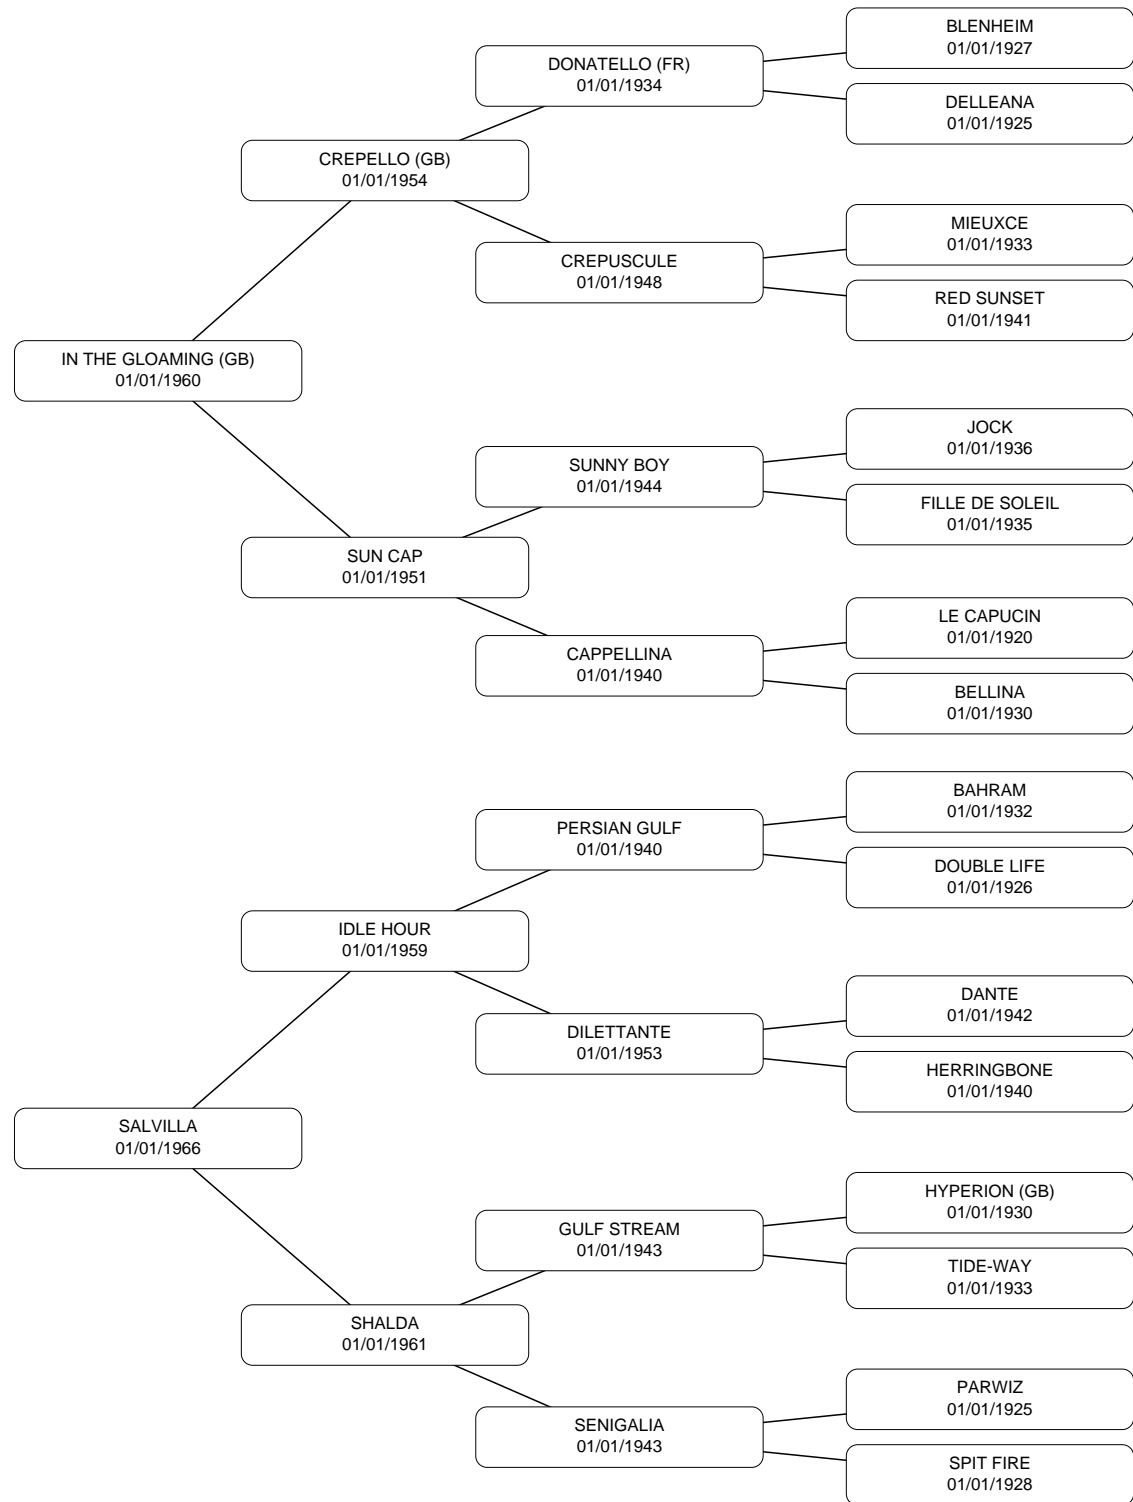 BLENHEIM
01/01/1927
DONATELLO (FR)
01/01/1934
DELLEANA
01/01/1925
CREPELLO (GB)
01/01/1954
MIEUXCE
01/01/1933
CREPUSCULE
01/01/1948
RED SUNSET
01/01/1941
IN THE GLOAMING (GB)
01/01/1960
JOCK
01/01/1936
SUNNY BOY
01/01/1944
FILLE DE SOLEIL
01/01/1935
SUN CAP
01/01/1951
LE CAPUCIN
01/01/1920
CAPPELLINA
01/01/1940
BELLINA
01/01/1930
BAHRAM
01/01/1932
PERSIAN GULF
01/01/1940
DOUBLE LIFE
01/01/1926
IDLE HOUR
01/01/1959
DANTE
01/01/1942
DILETTANTE
01/01/1953
HERRINGBONE
01/01/1940
SALVILLA
01/01/1966
HYPERION (GB)
01/01/1930
GULF STREAM
01/01/1943
TIDE-WAY
01/01/1933
SHALDA
01/01/1961
PARWIZ
01/01/1925
SENIGALIA
01/01/1943
SPIT FIRE
01/01/1928